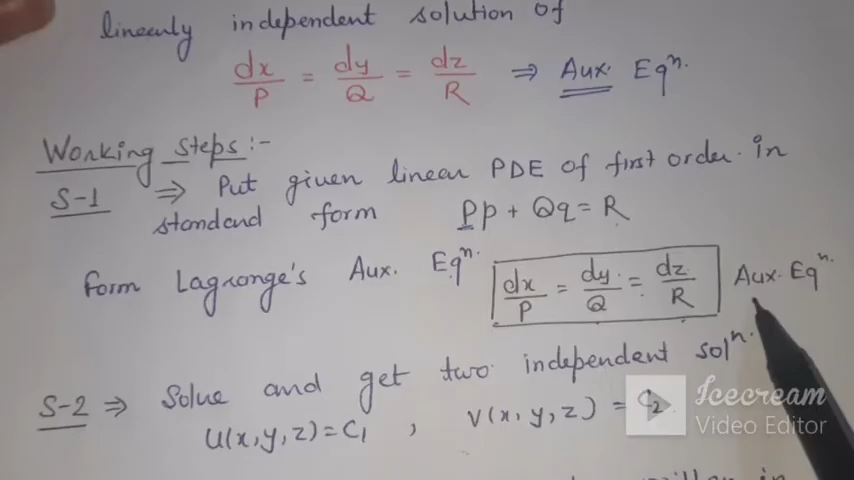 linearly independent solution of
dx/P = dy/Q = dz/R ⇒ Aux. Eqⁿ.
Working steps:-
S-1 ⇒ Put given linear PDE of first order in
standard form Pp + Qq = R
form Lagrange's Aux. Eqⁿ. dx/P = dy/Q = dz/R Aux. Eqⁿ.
S-2 ⇒ Solve and get two independent solⁿ.
U(x,y,z)=C₁ , V(x,y,z) = C₂.
Icecream
Video Editor